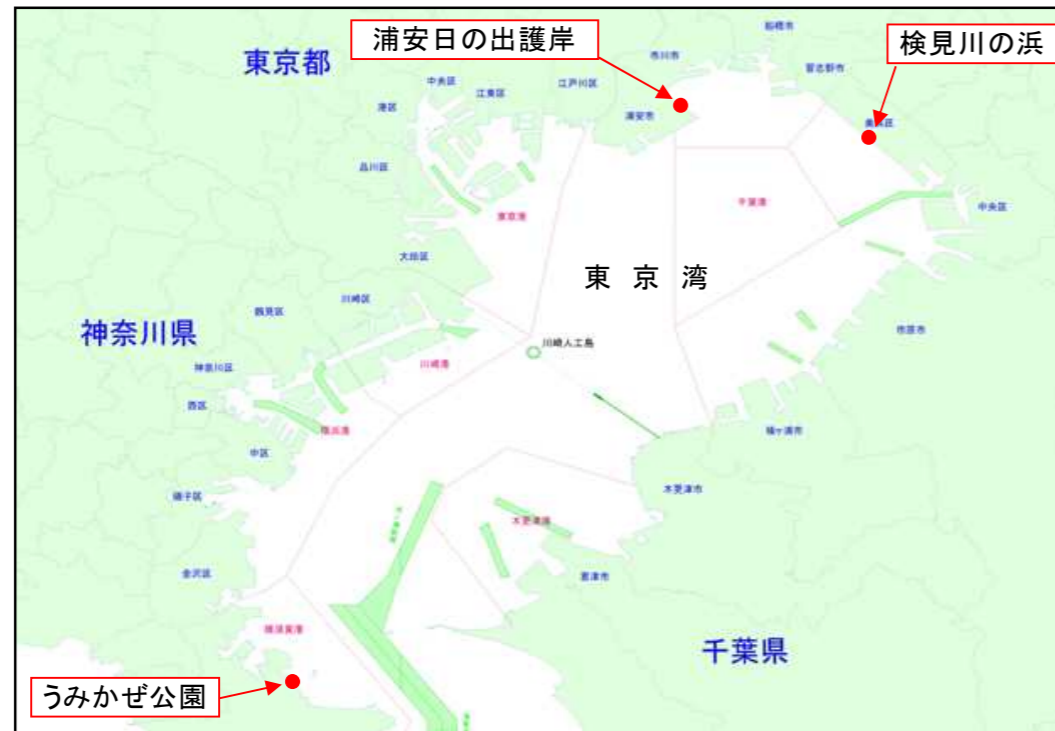 浦安日の出護岸
検見川の浜
東京都
船橋市
市川市
習志野市
中央区
江東区
江戸川区
港区
浦安市
品川区
千葉港
中央区
東京港
大田区
東京湾
川崎区
鶴見区
市原市
神奈川県
川崎人工島
川崎港
神奈川区
西区
横浜港
袖ヶ浦市
中区
木更津市
磯子区
木更津港
金沢区
富津市
横須賀港
千葉県
うみかぜ公園